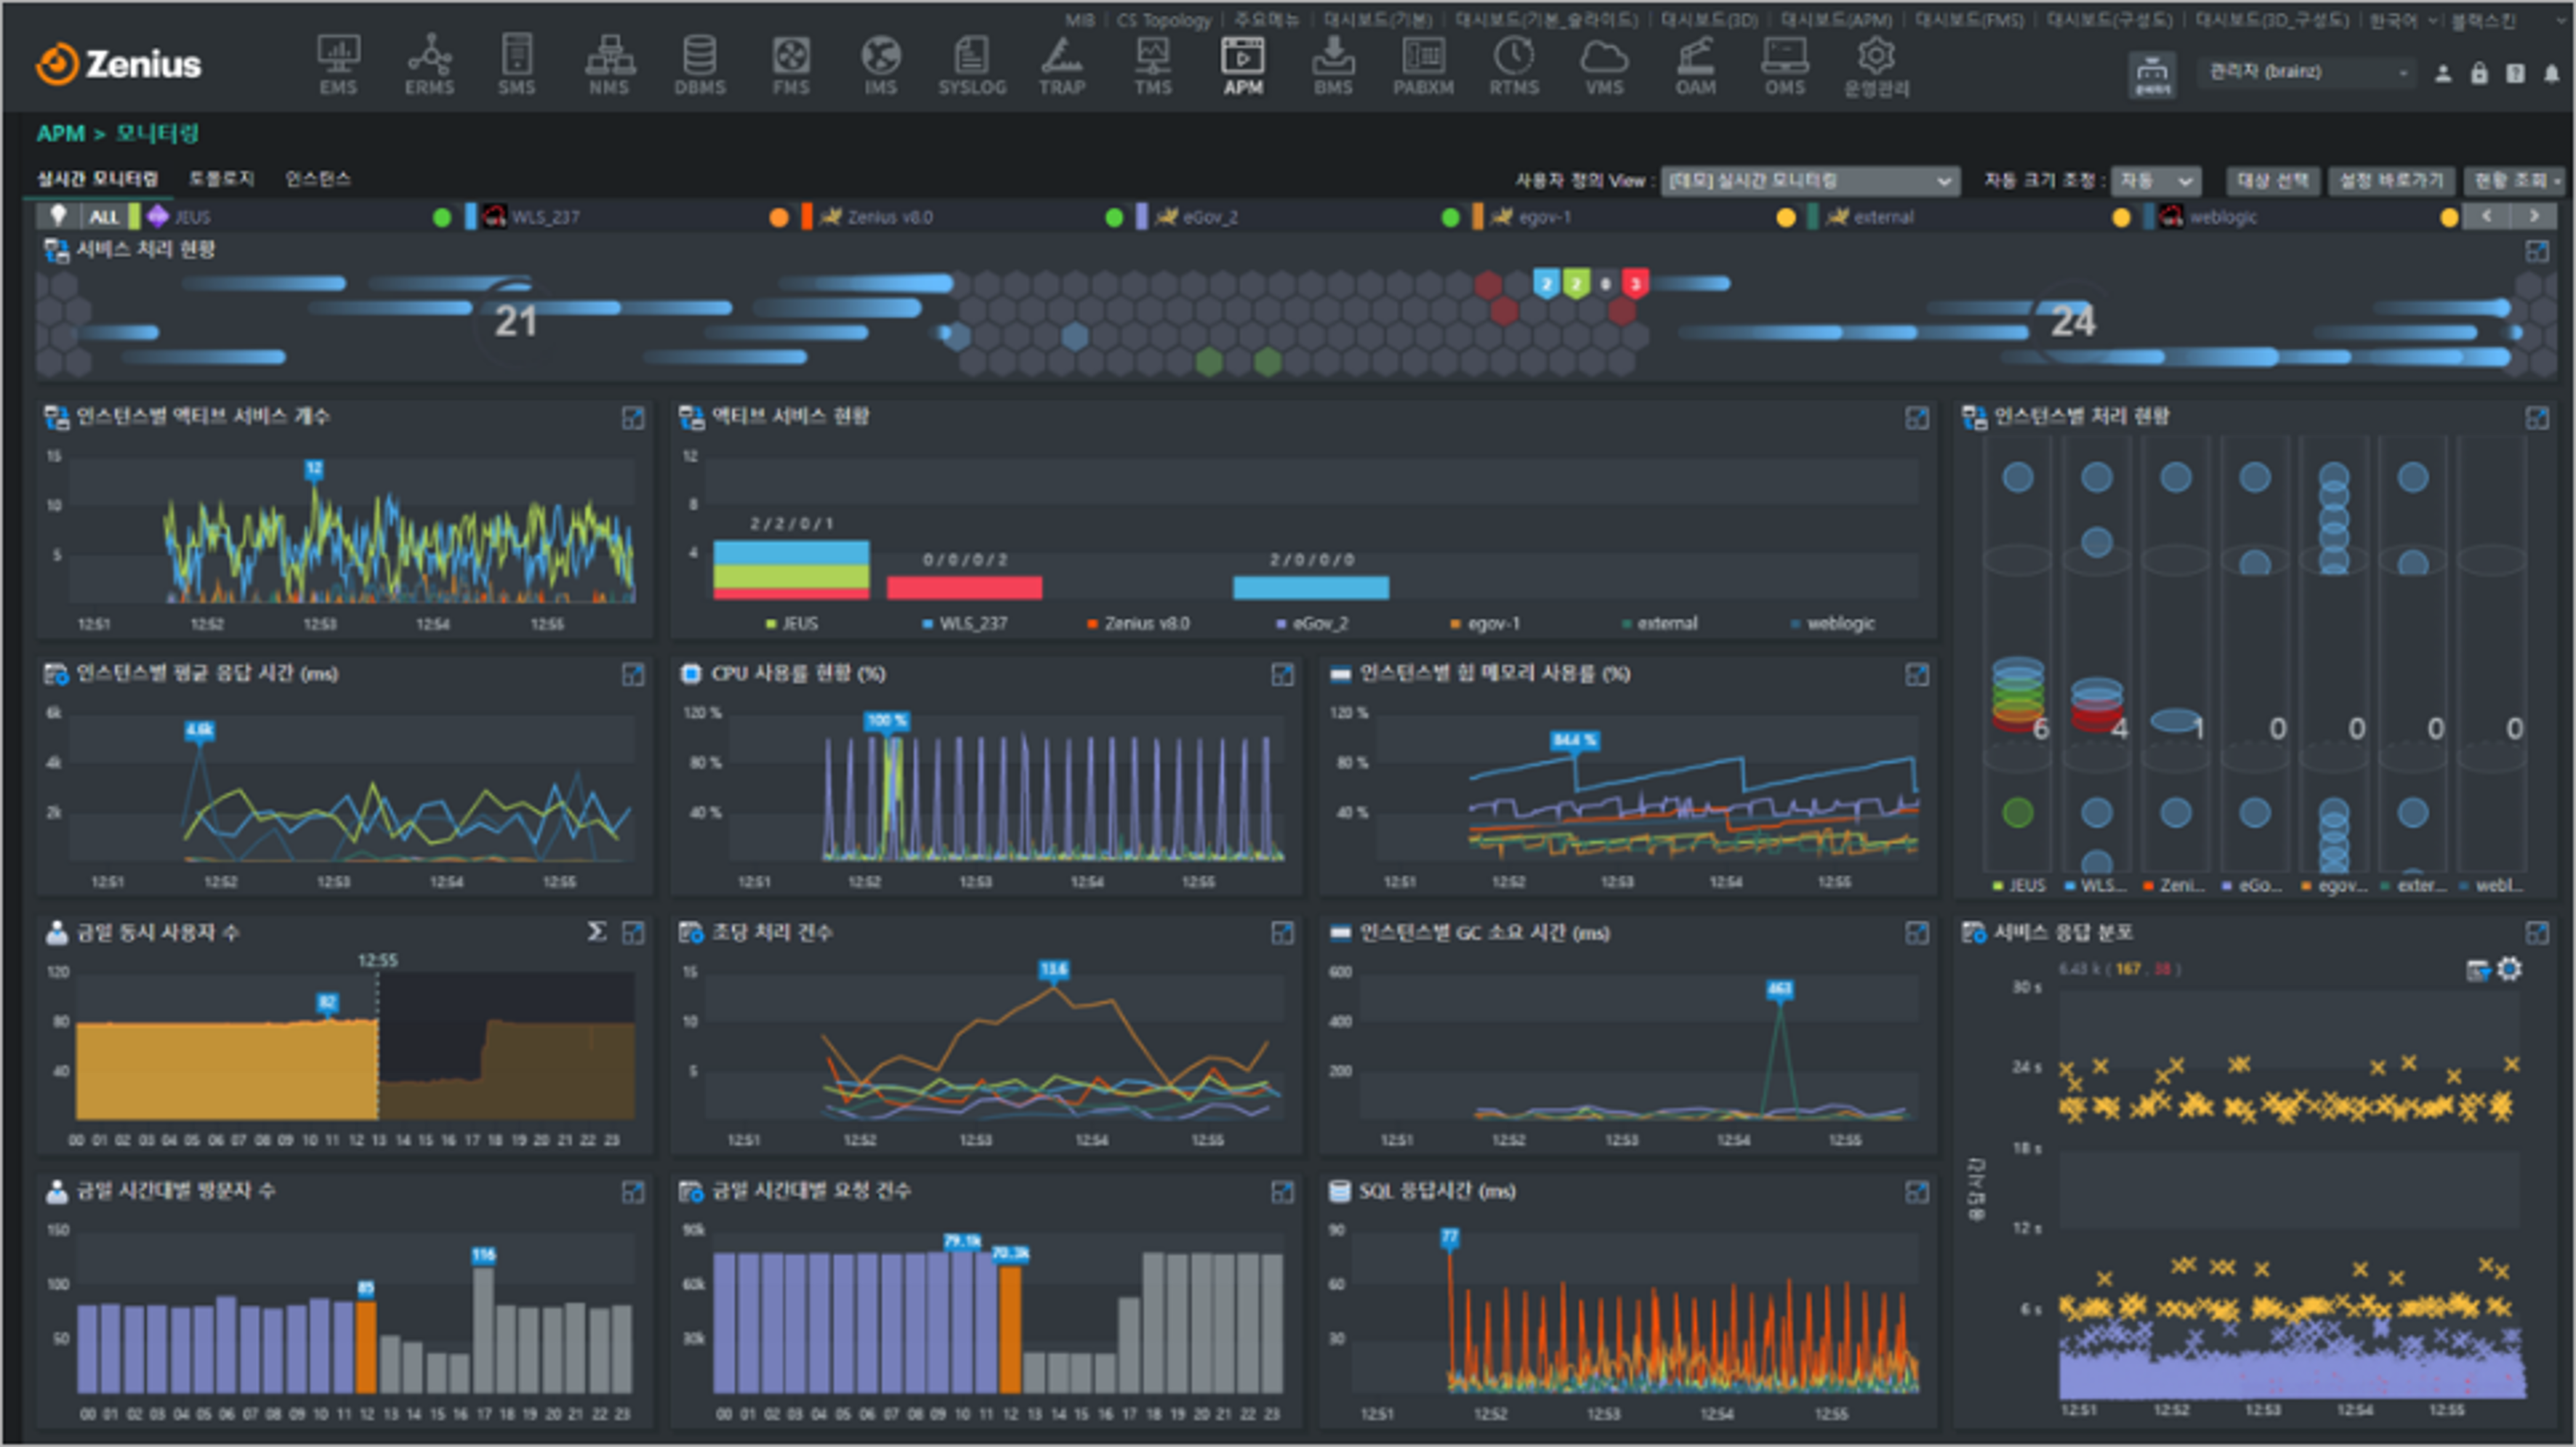 MIB | CS Topology | 주요메뉴 | 대시보드(기본) | 대시보드(기본_슬라이드) | 대시보드(3D) | 대시보드(APM) | 대시보드(FMS) | 대시보드(구성도) | 대시보드(3D_구성도) | 한국어 | 블랙스킨
Zenius
EMS ERMS SMS NMS DBMS FMS IMS SYSLOG TRAP TMS APM BMS PABXM RTMS VMS OAM OMS 운영관리
관리자 (brainz)
APM > 모니터링
실시간 모니터링 토폴로지 인스턴스
사용자 정의 View : [데모] 실시간 모니터링 자동 크기 조정 : 자동 대상 선택 설정 바로가기 현황 조회
ALL JEUS WLS_237 Zenius v8.0 eGov_2 egov-1 external weblogic
서비스 처리 현황
21 2 2 0 3 24
인스턴스별 액티브 서비스 개수
15
12
10
5
12:51 12:52 12:53 12:54 12:55
액티브 서비스 현황
12
8
4
2 / 2 / 0 / 1
0 / 0 / 0 / 2
2 / 0 / 0 / 0
JEUS WLS_237 Zenius v8.0 eGov_2 egov-1 external weblogic
인스턴스별 처리 현황
6 4 1 0 0 0 0
JEUS WLS... Zeni... eGo... egov... exter... webl...
인스턴스별 평균 응답 시간 (ms)
6k
4.6k
4k
2k
12:51 12:52 12:53 12:54 12:55
CPU 사용률 현황 (%)
120 %
100 %
80 %
40 %
12:51 12:52 12:53 12:54 12:55
인스턴스별 힙 메모리 사용률 (%)
120 %
84.4 %
80 %
40 %
12:51 12:52 12:53 12:54 12:55
금일 동시 사용자 수
Σ
12:55
120
82
80
40
00 01 02 03 04 05 06 07 08 09 10 11 12 13 14 15 16 17 18 19 20 21 22 23
초당 처리 건수
15
13.6
10
5
12:51 12:52 12:53 12:54 12:55
인스턴스별 GC 소요 시간 (ms)
600
463
400
200
12:51 12:52 12:53 12:54 12:55
서비스 응답 분포
6.43 k ( 167 , 38 )
30 s
24 s
18 s
12 s
6 s
응답시간
12:51 12:52 12:53 12:54 12:55
금일 시간대별 방문자 수
150
116
100
85
50
00 01 02 03 04 05 06 07 08 09 10 11 12 13 14 15 16 17 18 19 20 21 22 23
금일 시간대별 요청 건수
90k
79.1k
70.3k
60k
30k
00 01 02 03 04 05 06 07 08 09 10 11 12 13 14 15 16 17 18 19 20 21 22 23
SQL 응답시간 (ms)
90
77
60
30
12:51 12:52 12:53 12:54 12:55